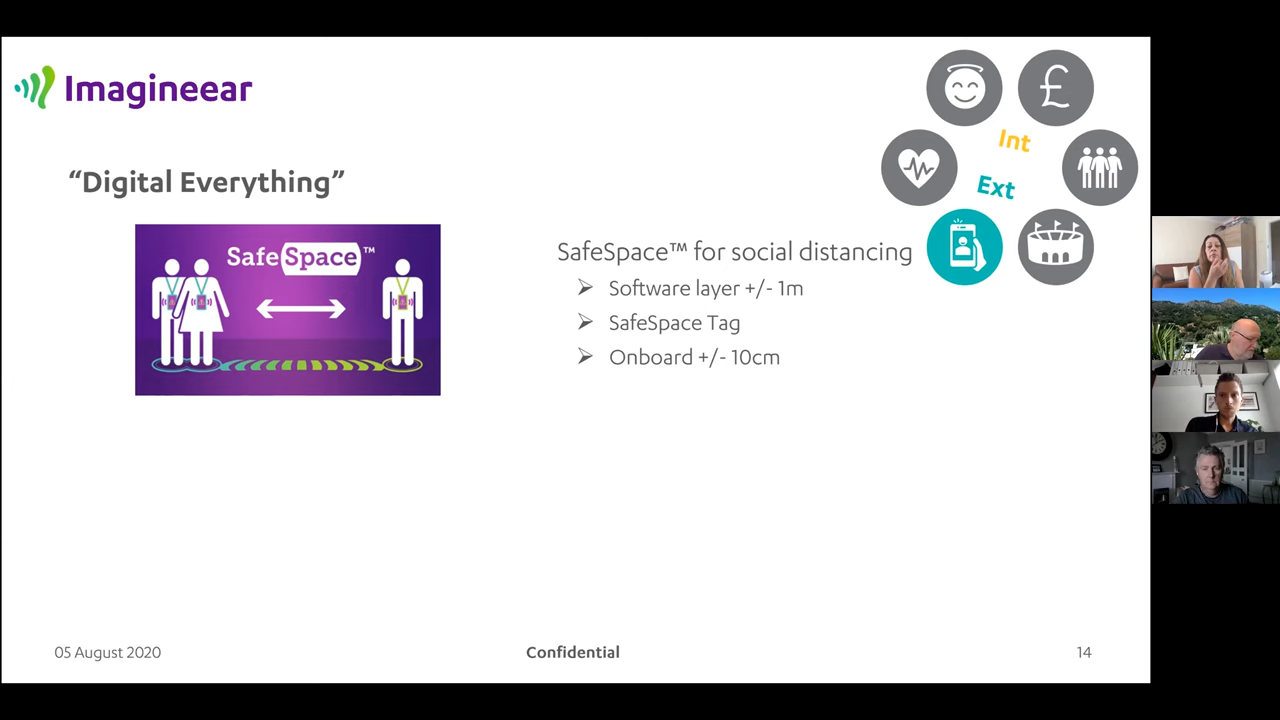 Imagineear
Int
Ext
“Digital Everything”
SafeSpace™
SafeSpace™ for social distancing
➢ Software layer +/- 1m
➢ SafeSpace Tag
➢ Onboard +/- 10cm
05 August 2020
Confidential
14